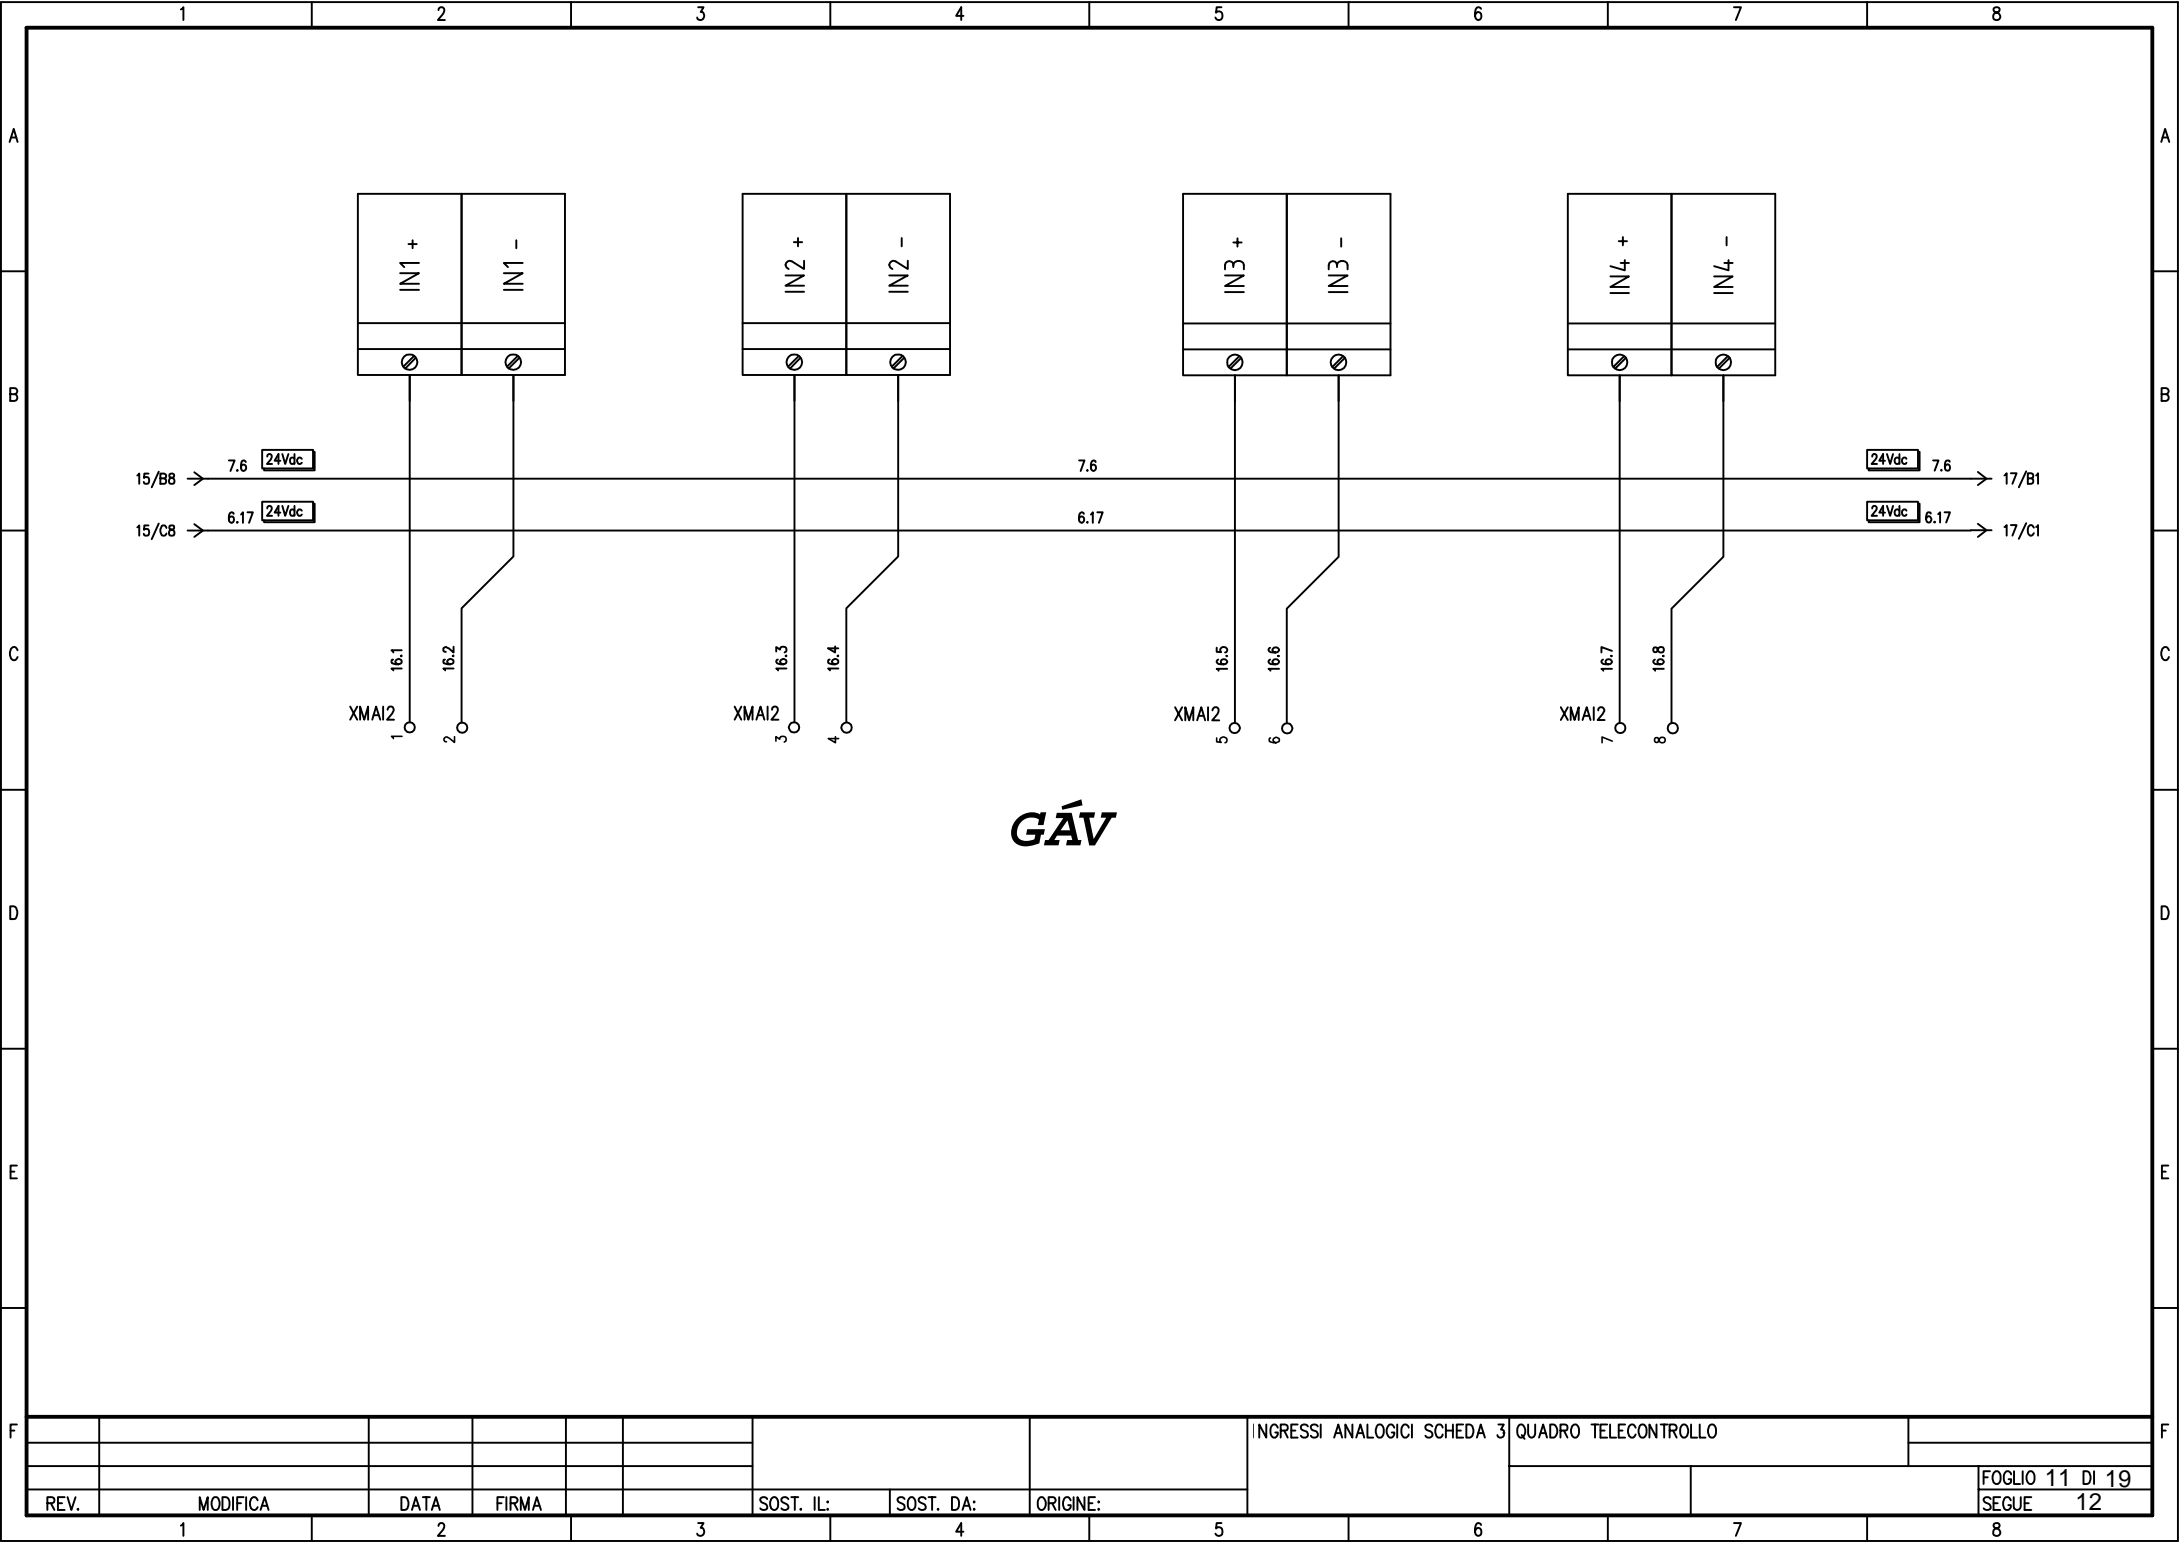 1 2 3 4 5 6 7 8
A A
IN1 + IN1 - IN2 + IN2 - IN3 + IN3 - IN4 + IN4 -
B B
7.6 24Vdc 7.6 24Vdc 7.6
15/B8 17/B1
6.17 24Vdc 6.17 24Vdc 6.17
15/C8 17/C1
C C
16.1 16.2 16.3 16.4 16.5 16.6 16.7 16.8
XMAI2 XMAI2 XMAI2 XMAI2
1 2 3 4 5 6 7 8
GÁV
D D
E E
F F
INGRESSI ANALOGICI SCHEDA 3 QUADRO TELECONTROLLO
FOGLIO 11 DI 19
REV. MODIFICA DATA FIRMA SOST. IL: SOST. DA: ORIGINE: SEGUE 12
1 2 3 4 5 6 7 8